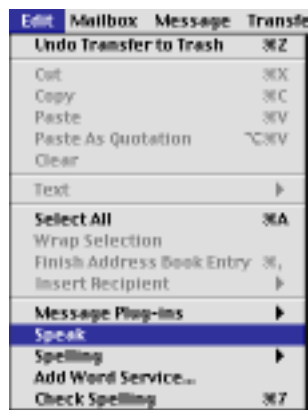 Edit Mailbox Message Transfe
Undo Transfer to Trash ⌘Z
Cut ⌘X
Copy ⌘C
Paste ⌘V
Paste As Quotation ⌥⌘V
Clear
Text
Select All ⌘A
Wrap Selection
Finish Address Book Entry ⌘,
Insert Recipient
Message Plug-ins
Speak
Spelling
Add Word Service...
Check Spelling ⌘7